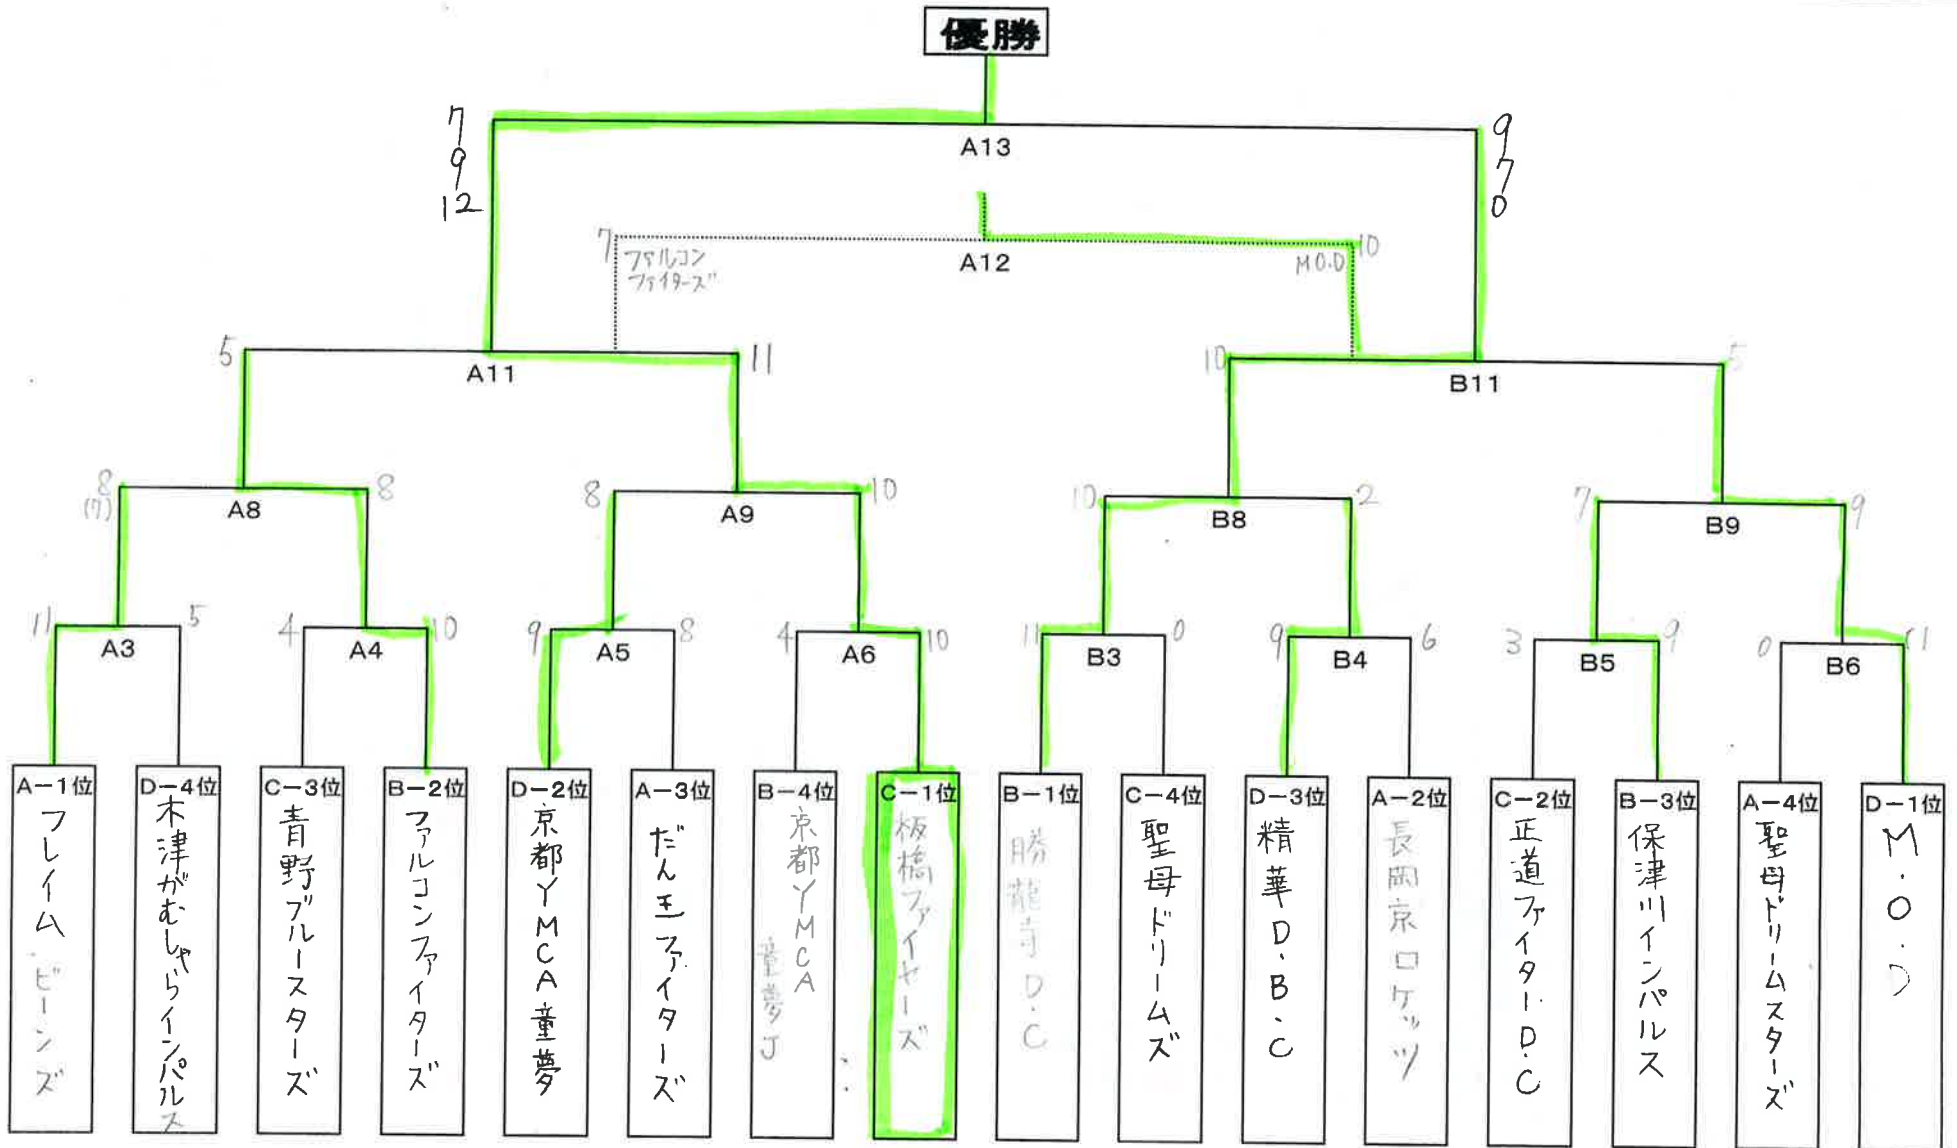 優勝
7 9
9 7
12 0
A13
7 10
ファルコン
ファイターズ
M.O.D
A12
5 11 10 5
A11 B11
8 8 8 10 10 2 7 9
(7)
A8 A9 B8 B9
11 5 4 10 9 8 4 10 11 0 9 6 3 9 0 11
A3 A4 A5 A6 B3 B4 B5 B6
A-1位
フレイム.ビーンズ
D-4位
木津がむしゃらインパルス
C-3位
青野ブルースターズ
B-2位
ファルコンファイターズ
D-2位
京都YMCA童夢
A-3位
だん王ファイターズ
B-4位
京都YMCA
童夢J
C-1位
板橋ファイヤーズ
B-1位
勝龍寺D.C
C-4位
聖母ドリームズ
D-3位
精華D.B.C
A-2位
長岡京ロケッツ
C-2位
正道ファイターD.C
B-3位
保津川インパルス
A-4位
聖母ドリームスターズ
D-1位
M.O.D